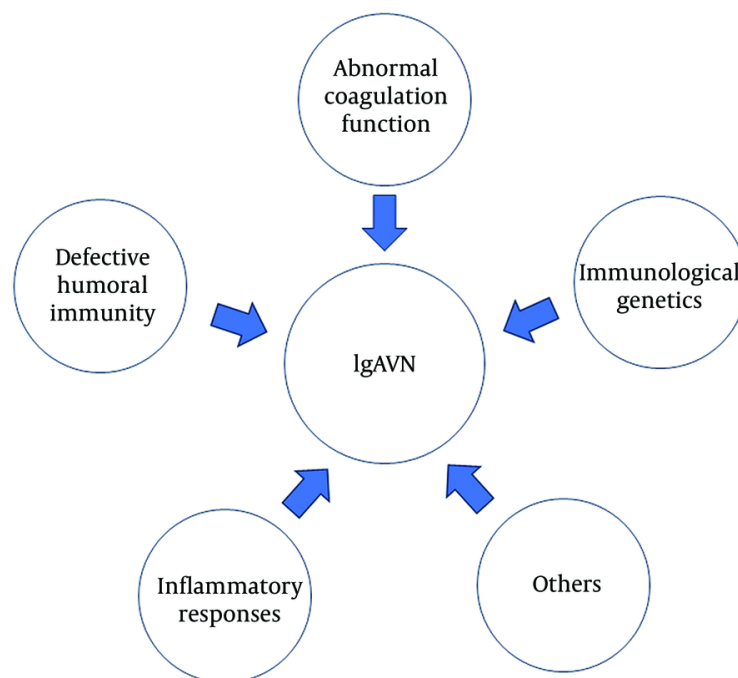 Abnormal
coagulation
function
Defective
humoral
immunity
Immunological
genetics
IgAVN
Inflammatory
responses
Others